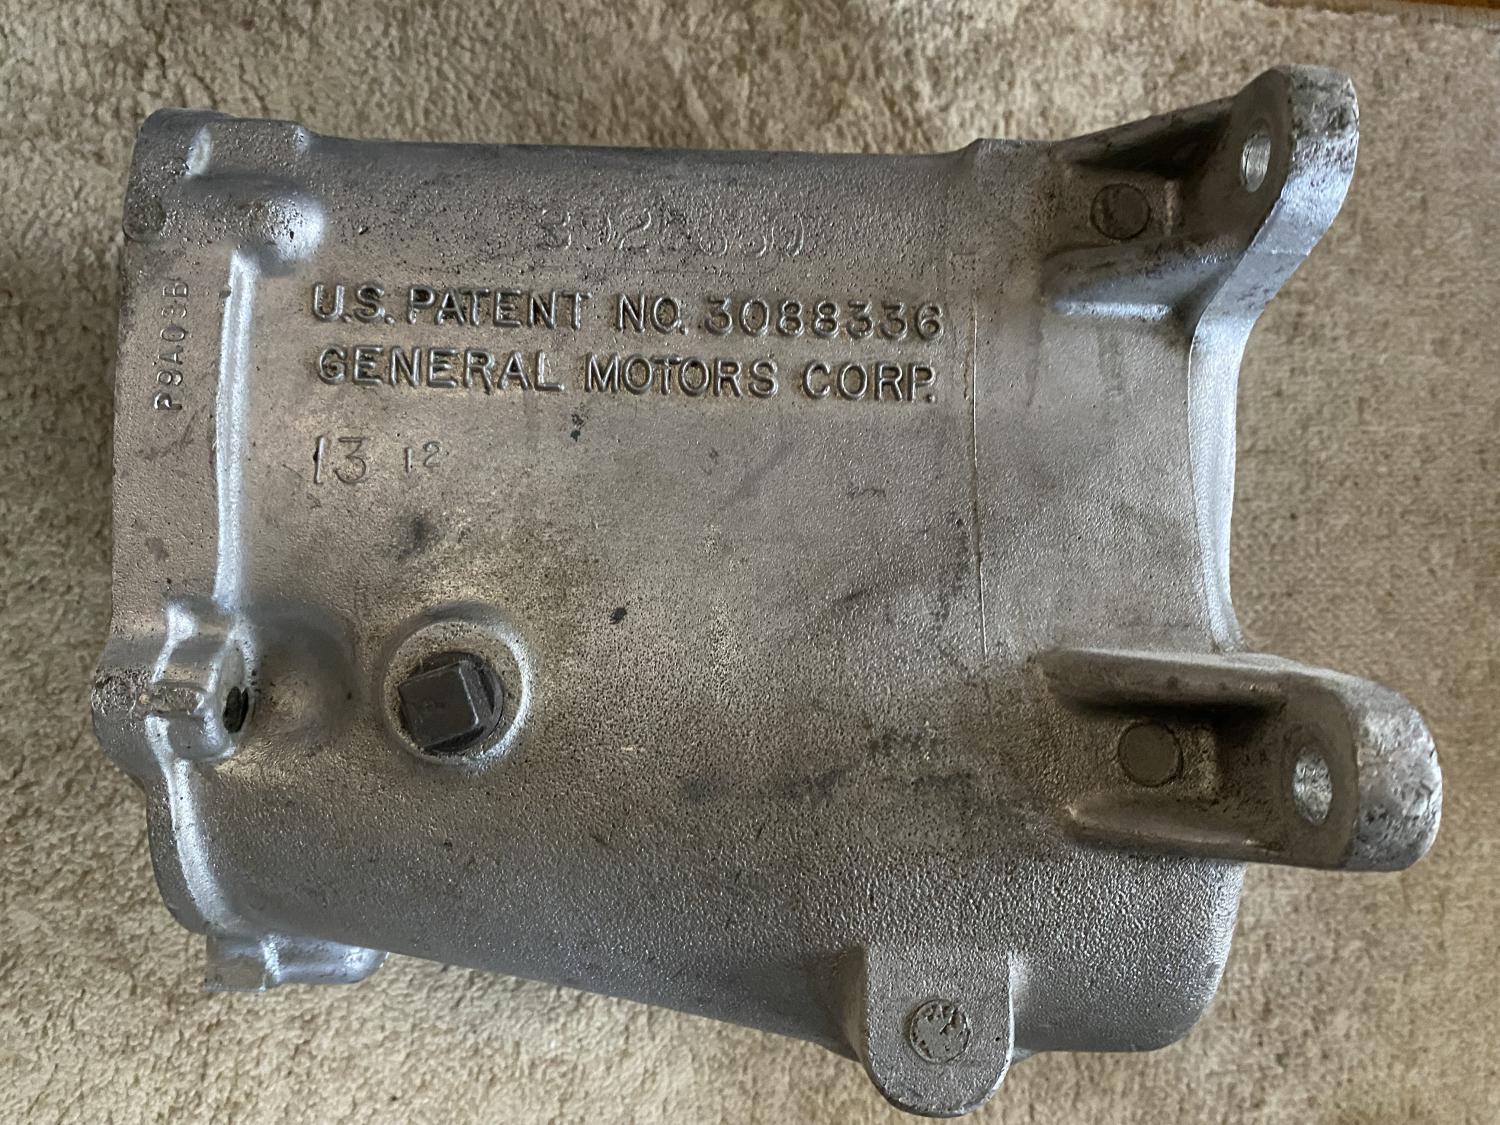 U.S. PATENT NO. 3088336
GENERAL MOTORS CORP.
13 12
P9A03B